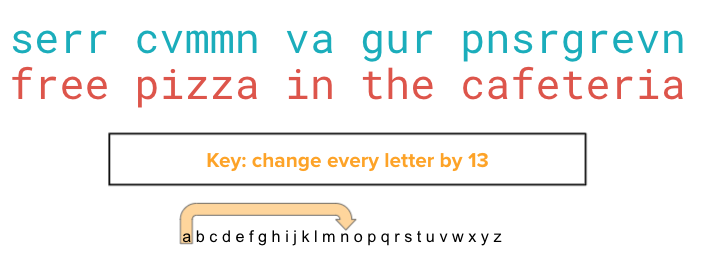 serr cvmmn va gur pnsrgrevn
free pizza in the cafeteria
Key: change every letter by 13
a b c d e f g h i j k l m n o p q r s t u v w x y z